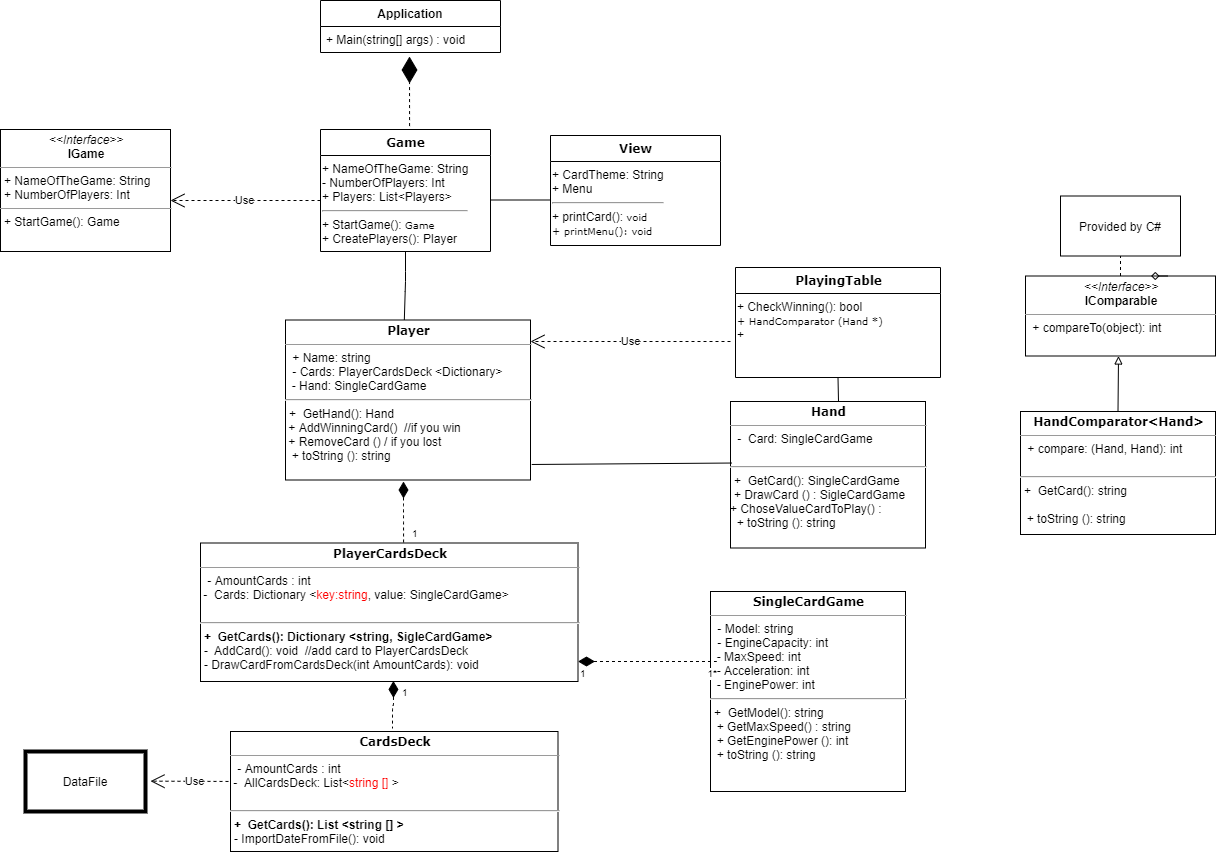 Application
+ Main(string[] args) : void
<<Interface>>
IGame
+ NameOfTheGame: String
+ NumberOfPlayers: Int
+ StartGame(): Game
Use
Game
+ NameOfTheGame: String
- NumberOfPlayers: Int
+ Players: List<Players>
+ StartGame(): Game
+ CreatePlayers(): Player
View
+ CardTheme: String
+ Menu
+ printCard(): void
+ printMenu(): void
Provided by C#
<<Interface>>
IComparable
+ compareTo(object): int
PlayingTable
+ CheckWinning(): bool
+ HandComparator (Hand *)
+
Use
Player
+ Name: string
- Cards: PlayerCardsDeck <Dictionary>
- Hand: SingleCardGame
+ GetHand(): Hand
+ AddWinningCard() //if you win
+ RemoveCard () / if you lost
+ toString (): string
Hand
- Card: SingleCardGame
+ GetCard(): SingleCardGame
+ DrawCard () : SigleCardGame
+ ChoseValueCardToPlay() :
+ toString (): string
HandComparator<Hand>
+ compare: (Hand, Hand): int
+ GetCard(): string
+ toString (): string
1
PlayerCardsDeck
- AmountCards : int
- Cards: Dictionary <key:string, value: SingleCardGame>
+ GetCards(): Dictionary <string, SigleCardGame>
- AddCard(): void //add card to PlayerCardsDeck
- DrawCardFromCardsDeck(int AmountCards): void
1
1*
SingleCardGame
- Model: string
- EngineCapacity: int
- MaxSpeed: int
- Acceleration: int
- EnginePower: int
+ GetModel(): string
+ GetMaxSpeed() : string
+ GetEnginePower (): int
+ toString (): string
1
CardsDeck
- AmountCards : int
- AllCardsDeck: List<string [] >
+ GetCards(): List <string [] >
- ImportDateFromFile(): void
Use
DataFile